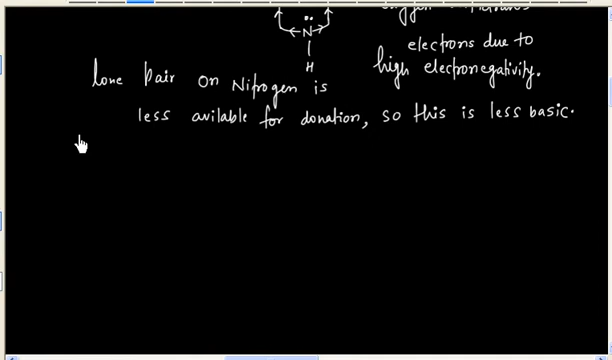 electrons due to
high electronegativity.
N
H
lone pair on Nitrogen is
less avilable for donation, so this is less basic.